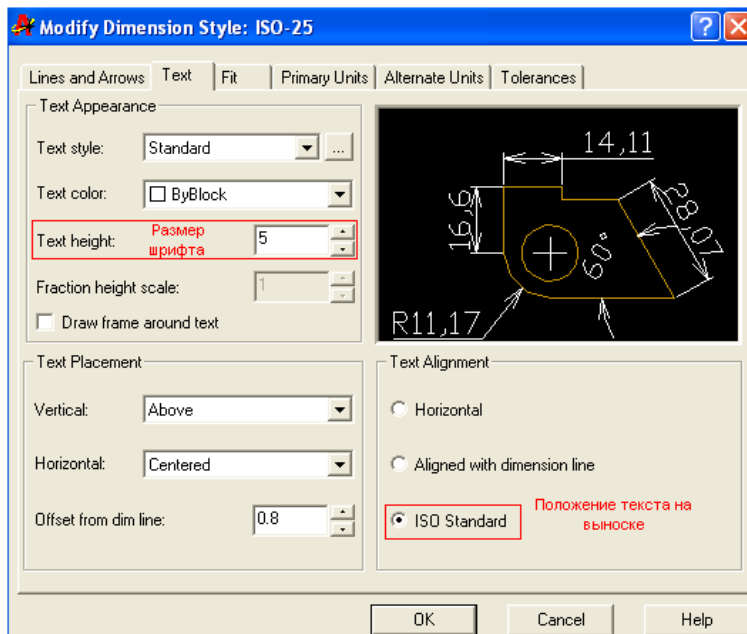 Modify Dimension Style: ISO-25
Lines and Arrows Text Fit Primary Units Alternate Units Tolerances
Text Appearance
Text style: Standard ...
Text color: ByBlock
Text height: Размер шрифта 5
Fraction height scale: 1
Draw frame around text
14,11
16,6
28,07
60°
R11,17
Text Placement
Vertical: Above
Horizontal: Centered
Offset from dim line: 0.8
Text Alignment
Horizontal
Aligned with dimension line
ISO Standard
Положение текста на
выноске
OK Cancel Help